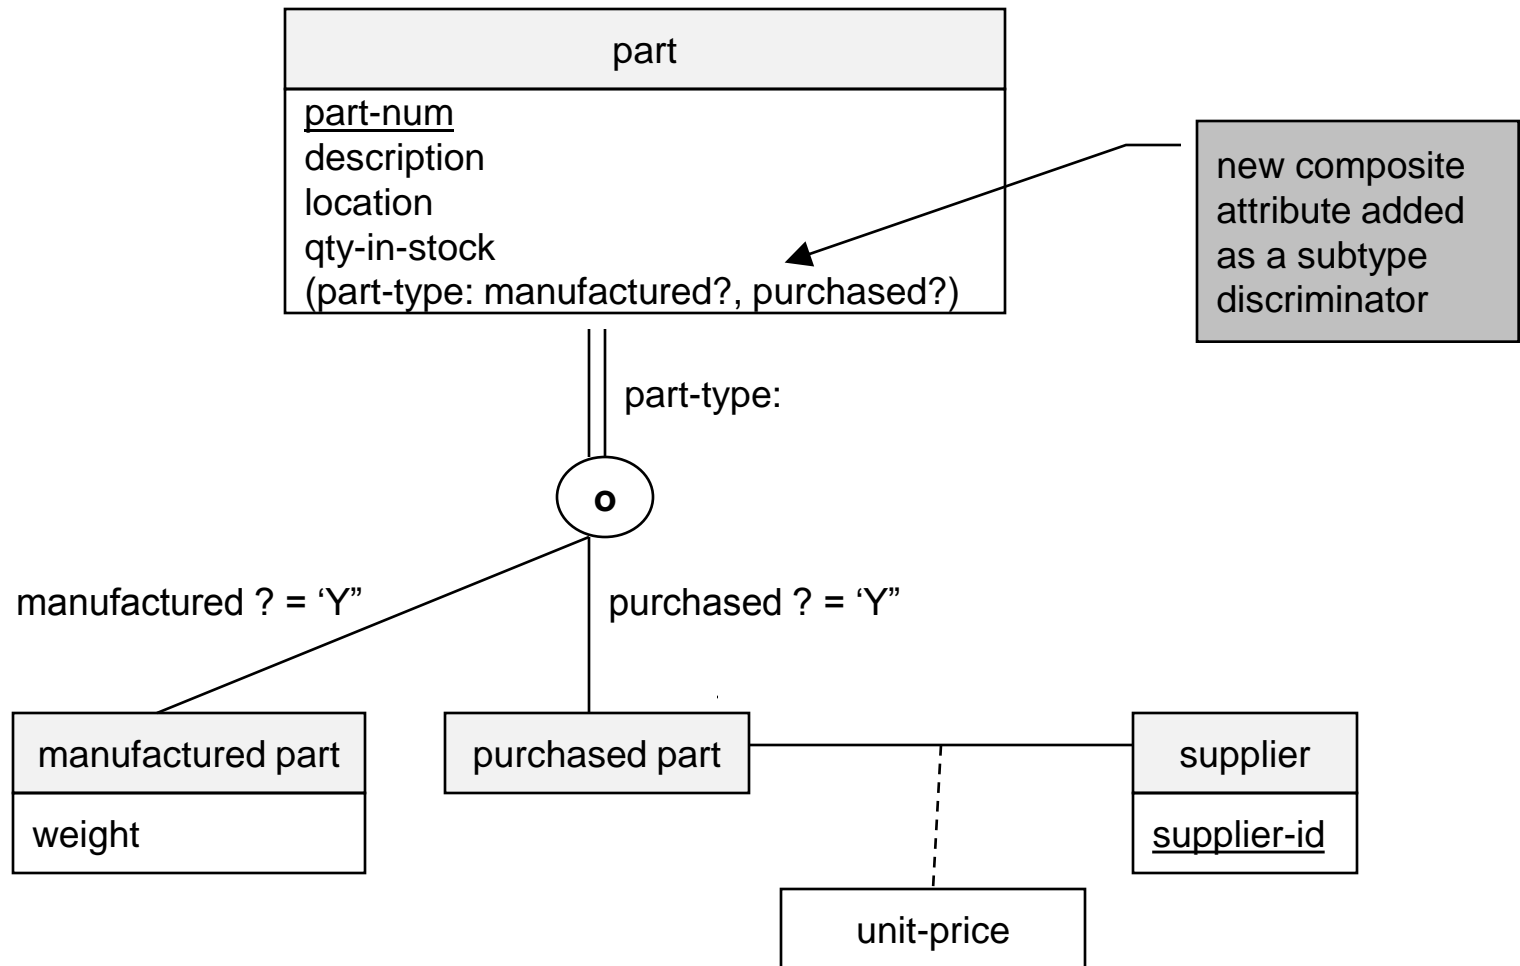 part
part-num
description
location
qty-in-stock
(part-type: manufactured?, purchased?)
new composite
attribute added
as a subtype
discriminator
part-type:
o
manufactured ? = ‘Y”
purchased ? = ‘Y”
manufactured part
weight
purchased part
supplier
supplier-id
unit-price